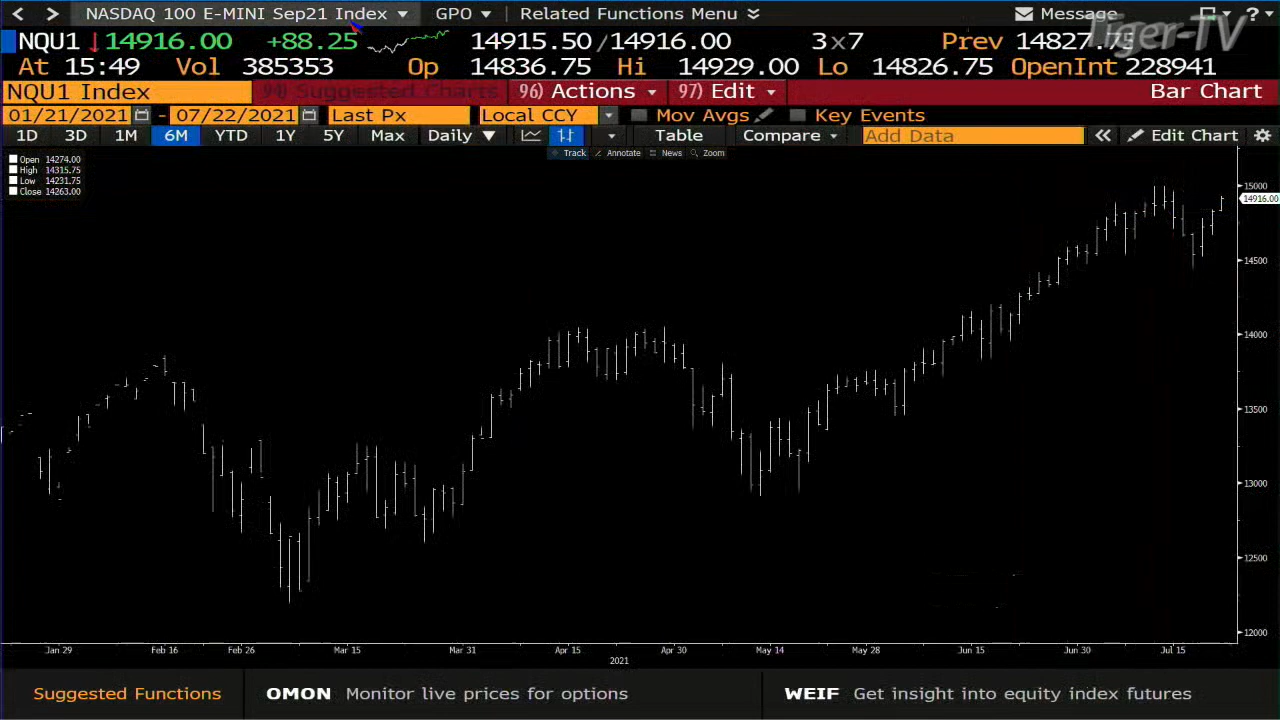 NASDAQ 100 E-MINI Sep21 Index GPO Related Functions Menu Message ?
Tiger-TV
NQU1 14916.00 +88.25 14915.50/14916.00 3x7 Prev 14827.75
At 15:49 Vol 385353 Op 14836.75 Hi 14929.00 Lo 14826.75 OpenInt 228941
NQU1 Index 94) Suggested Charts 96) Actions 97) Edit Bar Chart
01/21/2021 - 07/22/2021 Last Px Local CCY Mov Avgs Key Events
1D 3D 1M 6M YTD 1Y 5Y Max Daily Table Compare Add Data Edit Chart
Track Annotate News Zoom
Open 14274.00
High 14315.75
Low 14231.75
Close 14263.00
15000
14916.00
14500
14000
13500
13000
12500
12000
Jan 29 Feb 16 Feb 26 Mar 15 Mar 31 Apr 15 Apr 30 May 14 May 28 Jun 15 Jun 30 Jul 15
2021
Suggested Functions OMON Monitor live prices for options WEIF Get insight into equity index futures